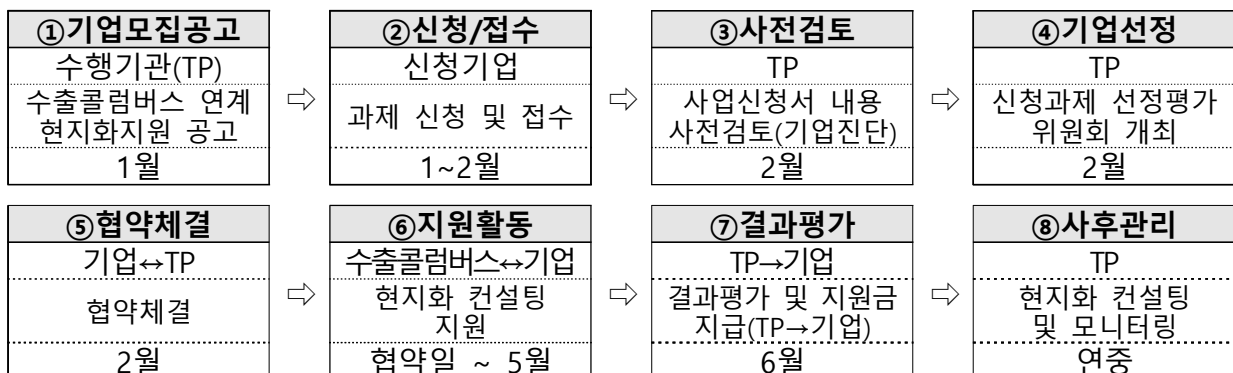 ①기업모집공고
수행기관(TP)
수출콜럼버스 연계
현지화지원 공고
1월
⇨
②신청/접수
신청기업
과제 신청 및 접수
1~2월
⇨
③사전검토
TP
사업신청서 내용
사전검토(기업진단)
2월
⇨
④기업선정
TP
신청과제 선정평가
위원회 개최
2월
⑤협약체결
기업↔TP
협약체결
2월
⇨
⑥지원활동
수출콜럼버스↔기업
현지화 컨설팅
지원
협약일 ~ 5월
⇨
⑦결과평가
TP→기업
결과평가 및 지원금
지급(TP→기업)
6월
⇨
⑧사후관리
TP
현지화 컨설팅
및 모니터링
연중